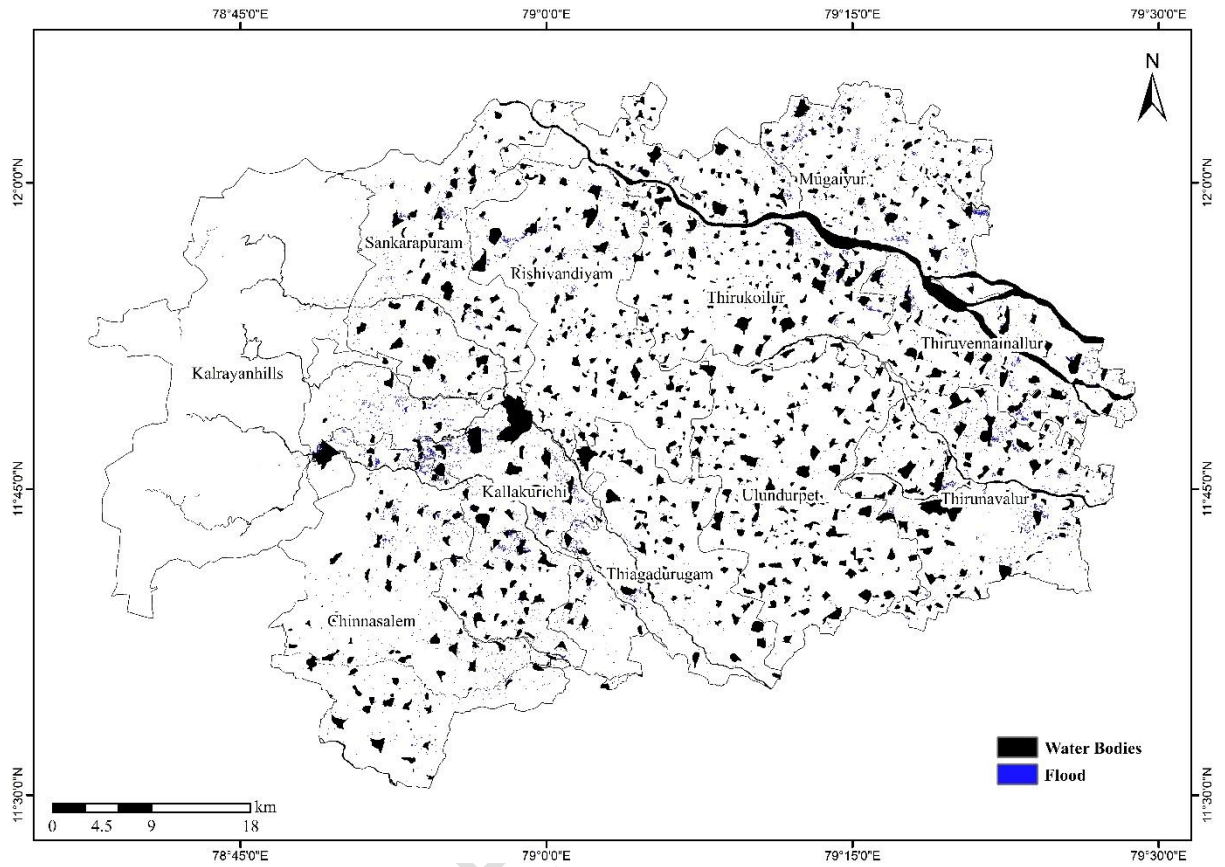 78°45'0"E 79°0'0"E 79°15'0"E 79°30'0"E
N
12°0'0"N 12°0'0"N
Mugaiyur
Sankarapuram
Rishivandiyam
Thirukoilur
Thiruvennainallur
Kalrayanhills
11°45'0"N 11°45'0"N
Kallakurichi
Ulundurpet
Thirunavalur
Thiagadurugam
Chinnasalem
Water Bodies
Flood
11°30'0"N 11°30'0"N
km
0 4.5 9 18
78°45'0"E 79°0'0"E 79°15'0"E 79°30'0"E